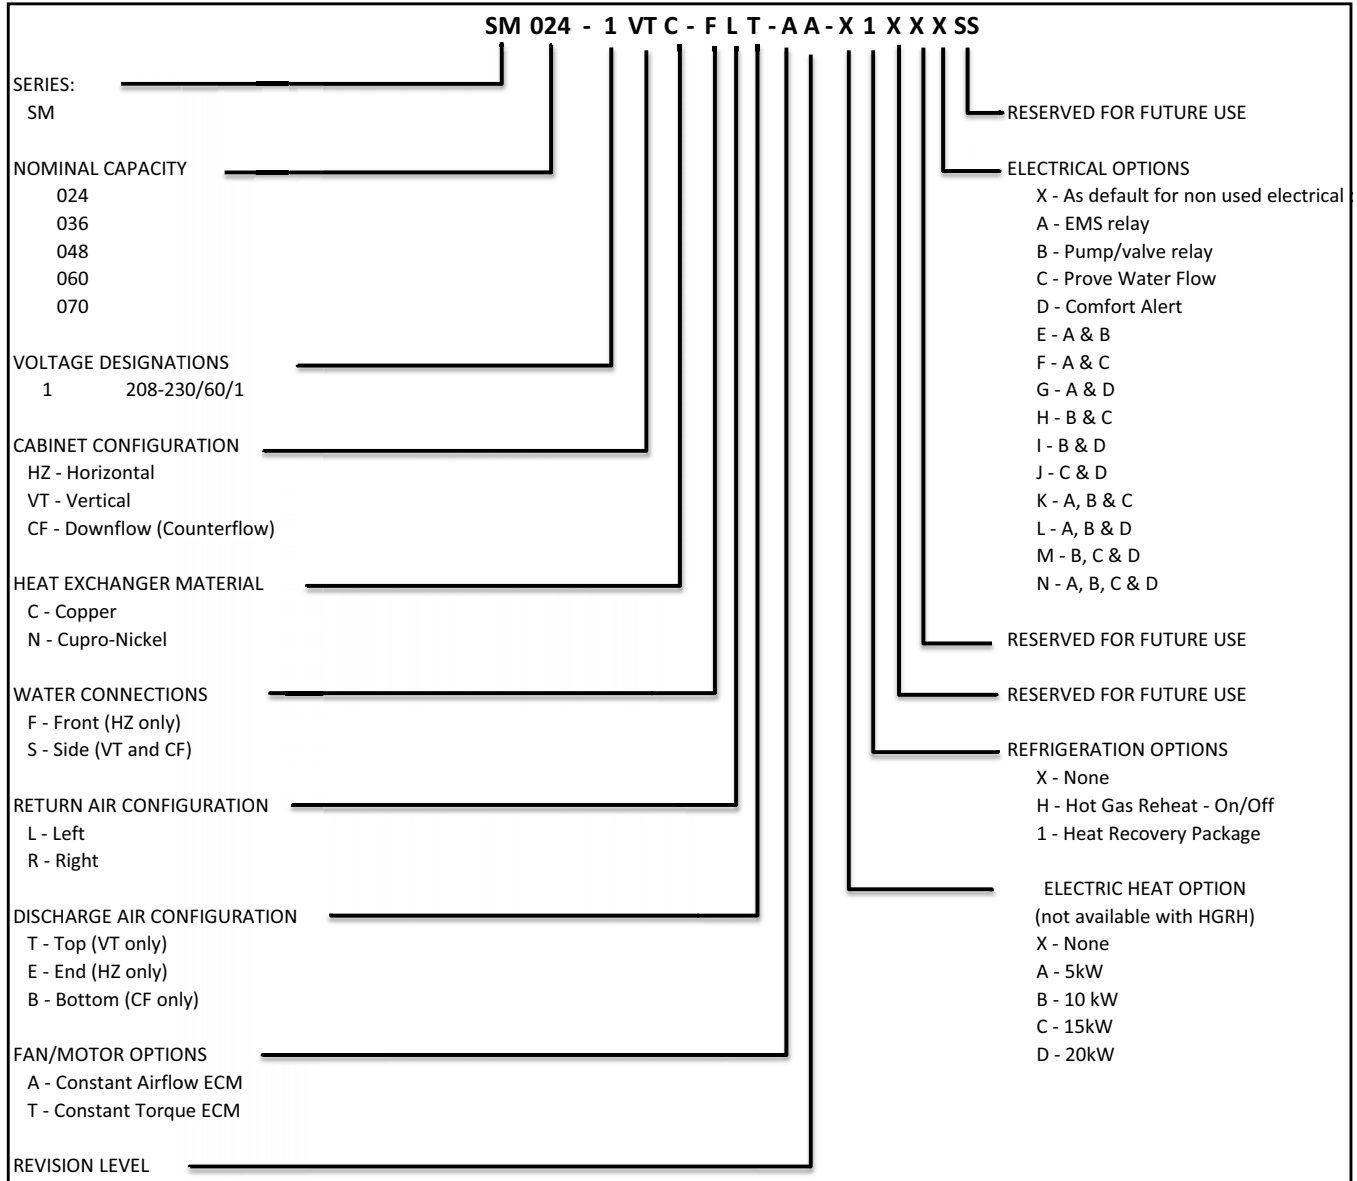 SM 024 - 1 VT C - F L T - A A - X 1 X X X SS
SERIES:
SM
NOMINAL CAPACITY
024
036
048
060
070
VOLTAGE DESIGNATIONS
1 208-230/60/1
CABINET CONFIGURATION
HZ - Horizontal
VT - Vertical
CF - Downflow (Counterflow)
HEAT EXCHANGER MATERIAL
C - Copper
N - Cupro-Nickel
WATER CONNECTIONS
F - Front (HZ only)
S - Side (VT and CF)
RETURN AIR CONFIGURATION
L - Left
R - Right
DISCHARGE AIR CONFIGURATION
T - Top (VT only)
E - End (HZ only)
B - Bottom (CF only)
FAN/MOTOR OPTIONS
A - Constant Airflow ECM
T - Constant Torque ECM
REVISION LEVEL
RESERVED FOR FUTURE USE
ELECTRICAL OPTIONS
X - As default for non used electrical
A - EMS relay
B - Pump/valve relay
C - Prove Water Flow
D - Comfort Alert
E - A & B
F - A & C
G - A & D
H - B & C
I - B & D
J - C & D
K - A, B & C
L - A, B & D
M - B, C & D
N - A, B, C & D
RESERVED FOR FUTURE USE
RESERVED FOR FUTURE USE
REFRIGERATION OPTIONS
X - None
H - Hot Gas Reheat - On/Off
1 - Heat Recovery Package
ELECTRIC HEAT OPTION
(not available with HGRH)
X - None
A - 5kW
B - 10 kW
C - 15kW
D - 20kW